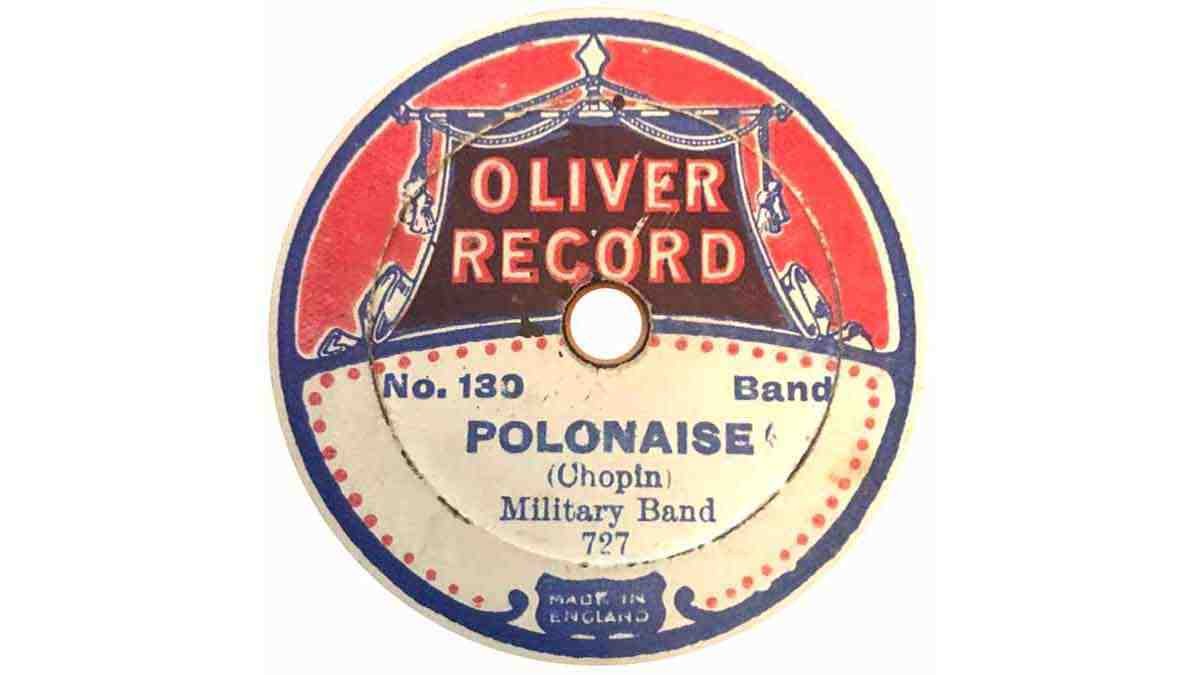 OLIVER
RECORD
No. 130 Band
POLONAISE
(Chopin)
Military Band
727
MADE IN
ENGLAND